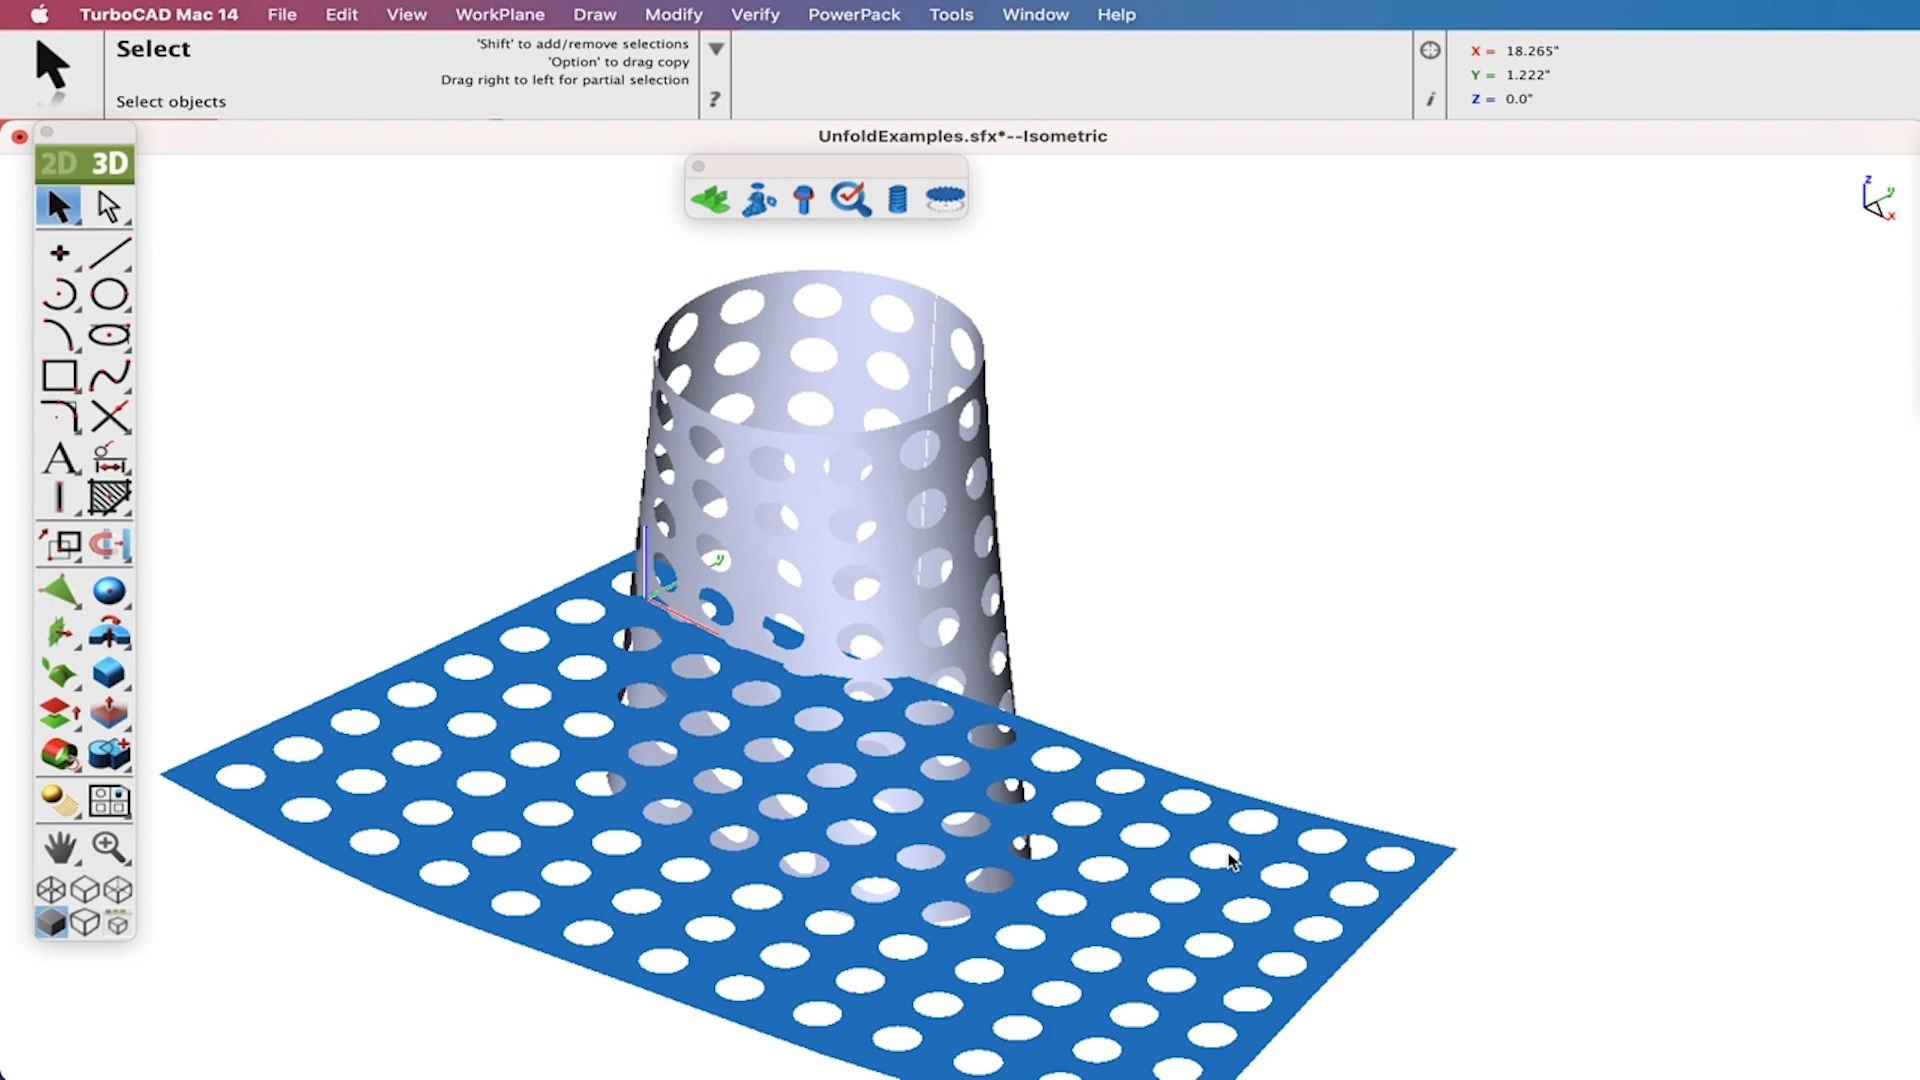 TurboCAD Mac 14 File Edit View WorkPlane Draw Modify Verify PowerPack Tools Window Help
Select
'Shift' to add/remove selections
'Option' to drag copy
Drag right to left for partial selection
Select objects
?
i
X = 18.265"
Y = 1.222"
Z = 0.0"
UnfoldExamples.sfx*--Isometric
2D 3D
A
z
y
x
y